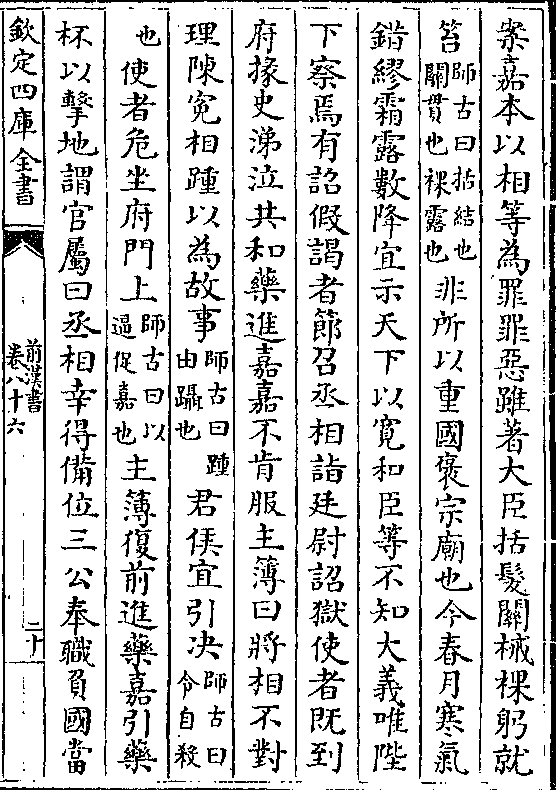 案嘉本以相等為罪罪惡雖著大臣括髮關械裸躬就
笞師古曰括結也關貫也裸露也非所以重國褒宗廟也今春月寒氣
錯繆霜露數降宜示天下以寛和臣等不知大義唯陛
下察焉有詔假謁者節召丞相詣廷尉詔獄使者既到
府掾史涕泣共和藥進嘉嘉不肯服主簿曰將相不對
理陳寃相踵以為故事師古曰踵由躡也君侯宜引决師古曰令自殺
也使者危坐府門上師古曰以逼促嘉也主簿復前進藥嘉引藥
杯以擊地謂官屬曰丞相幸得備位三公奉職負國當
欽定四庫全書
前漢書
卷八十六
二十